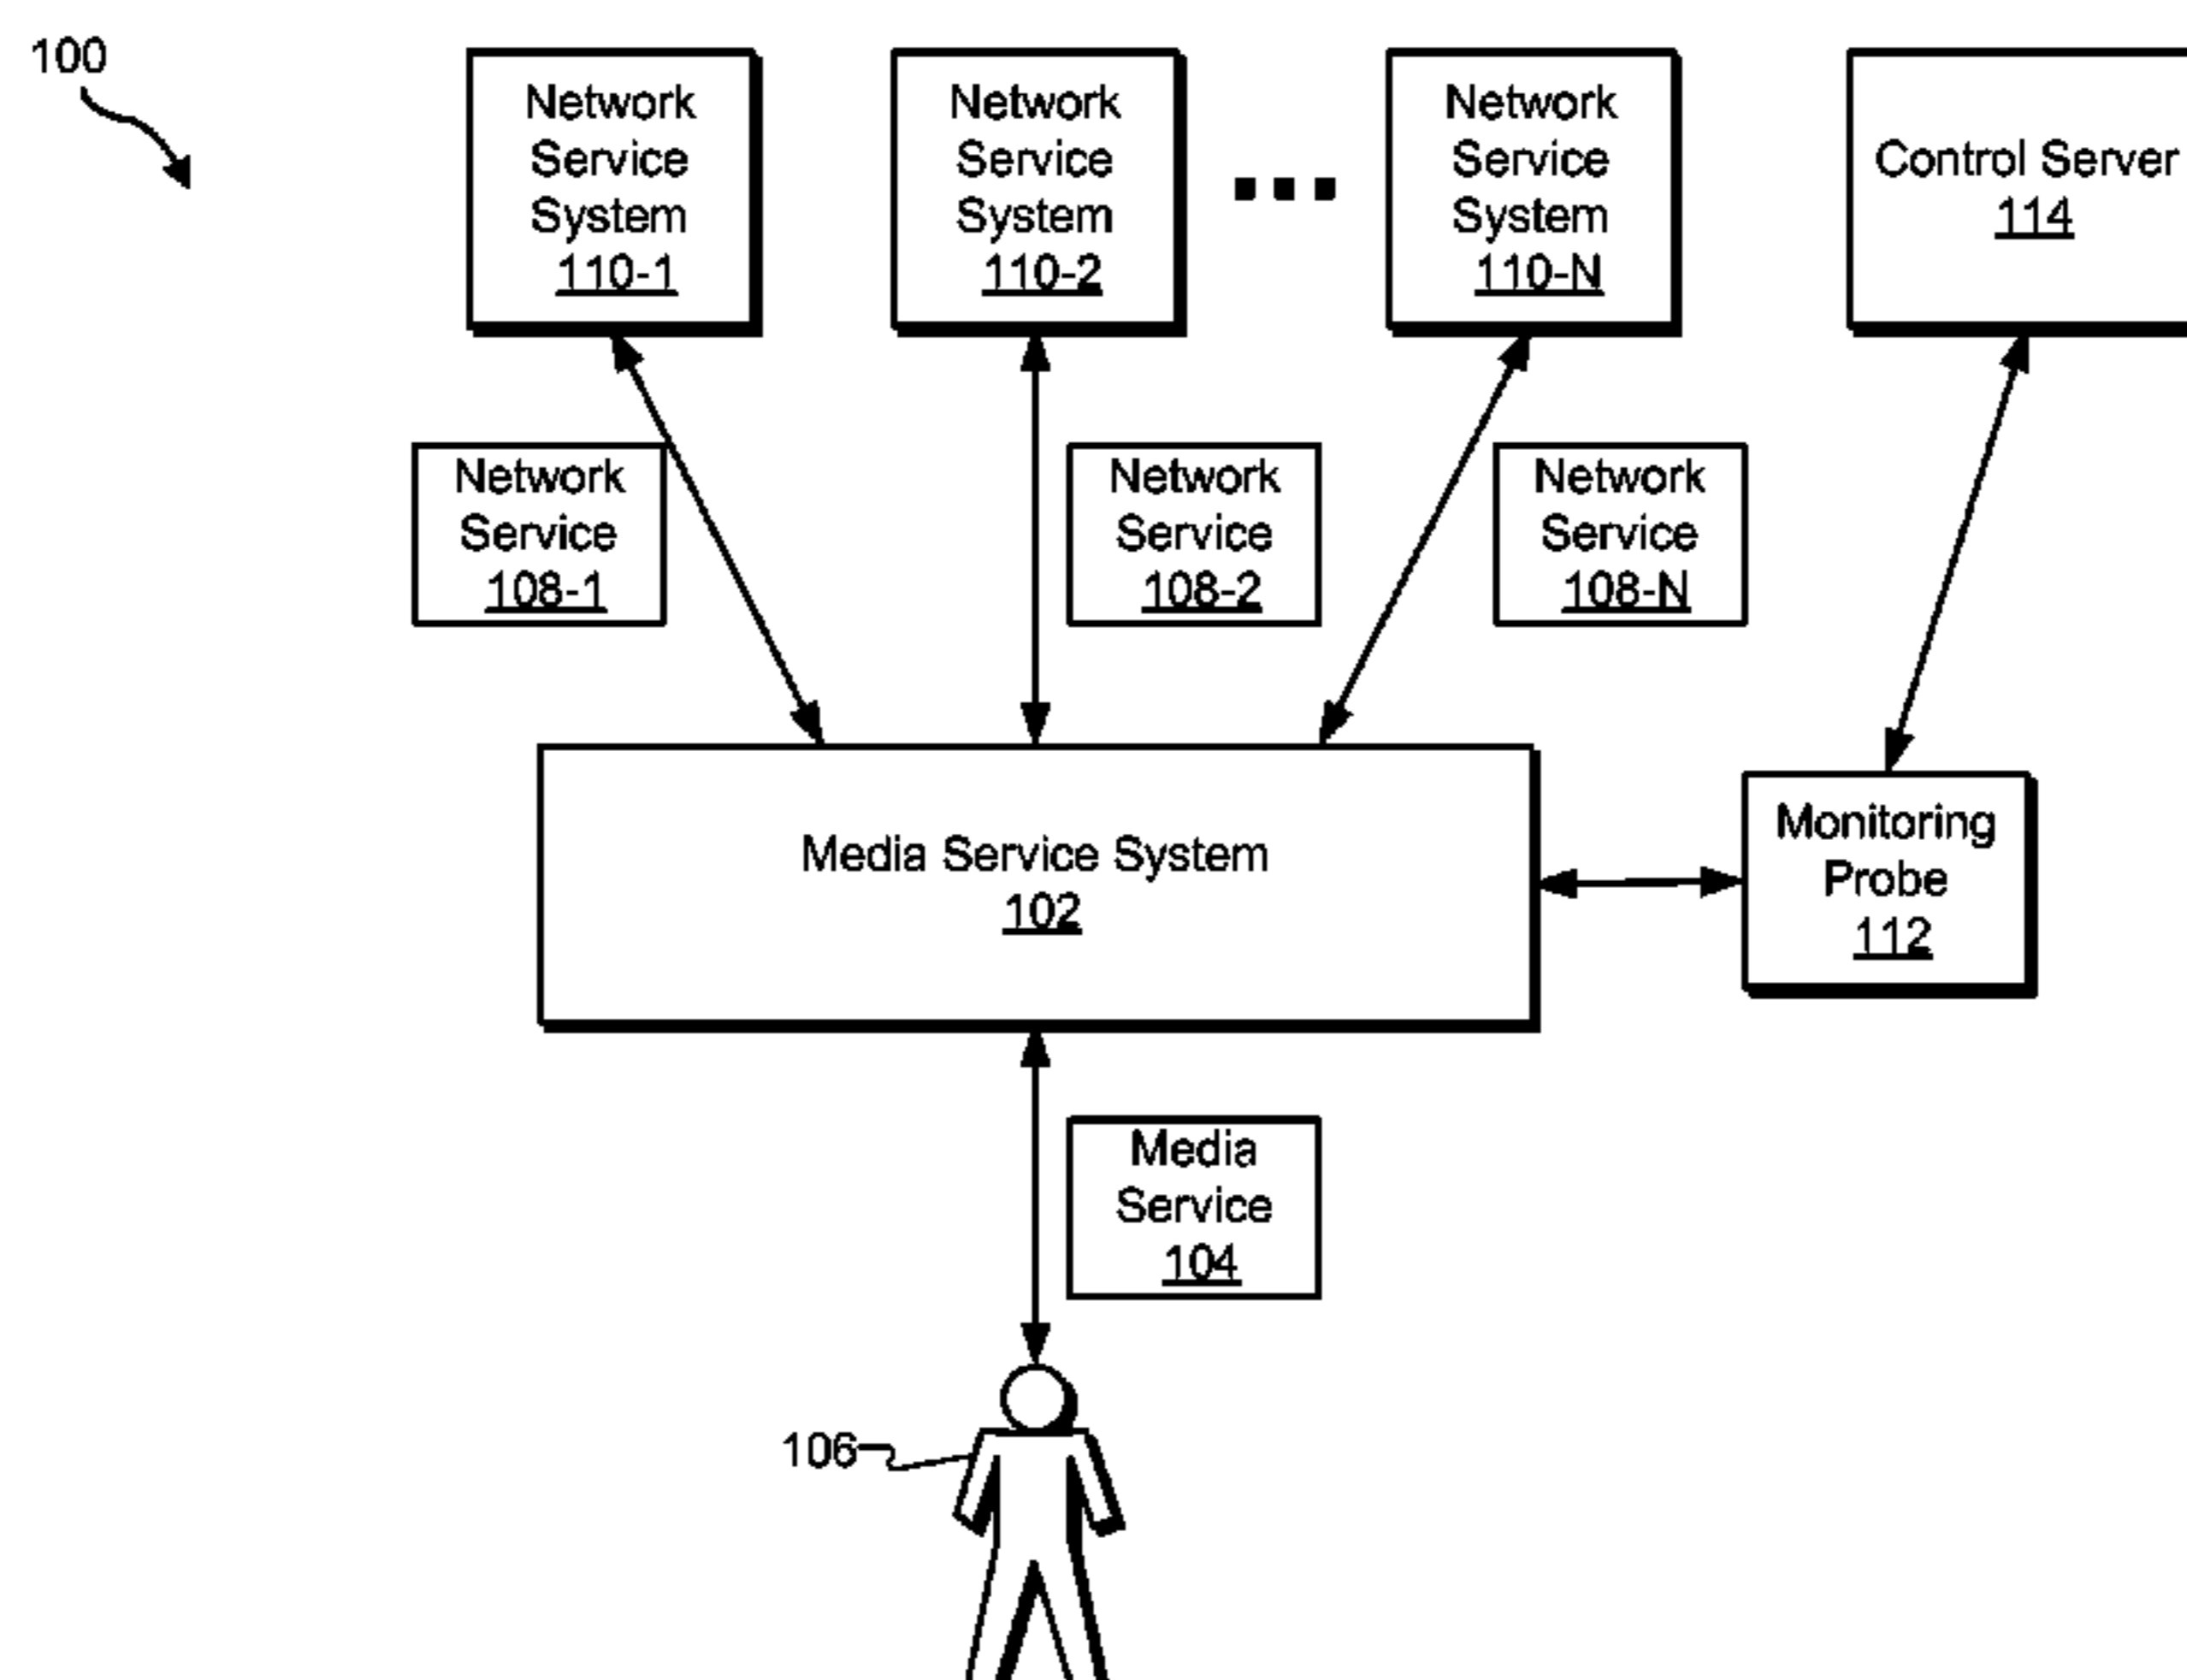 100
Network
Service
System
110-1
Network
Service
System
110-2
Network
Service
System
110-N
Control Server
114
Network
Service
108-1
Network
Service
108-2
Network
Service
108-N
Media Service System
102
Monitoring
Probe
112
Media
Service
104
106